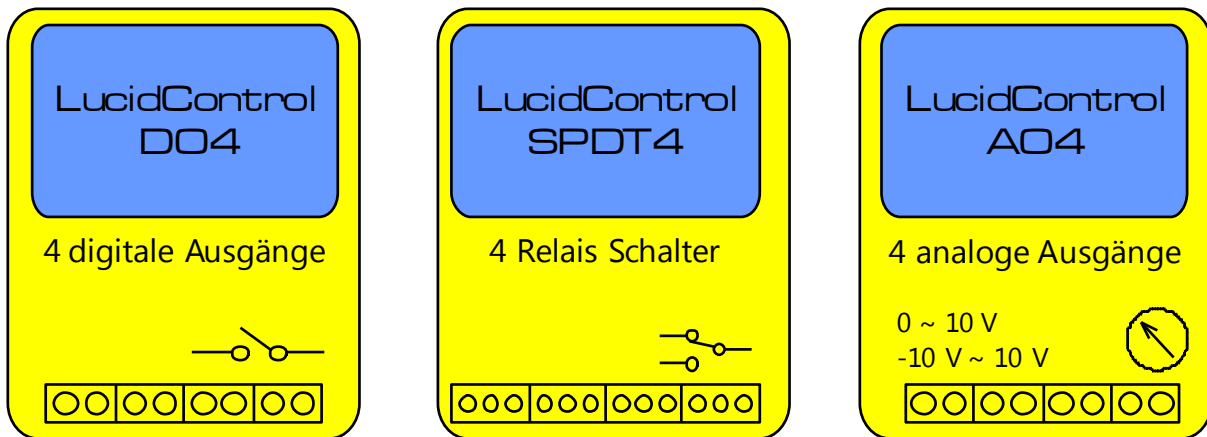 LucidControl
DO4
4 digitale Ausgänge
LucidControl
SPDT4
4 Relais Schalter
LucidControl
AO4
4 analoge Ausgänge
0 ~ 10 V
-10 V ~ 10 V